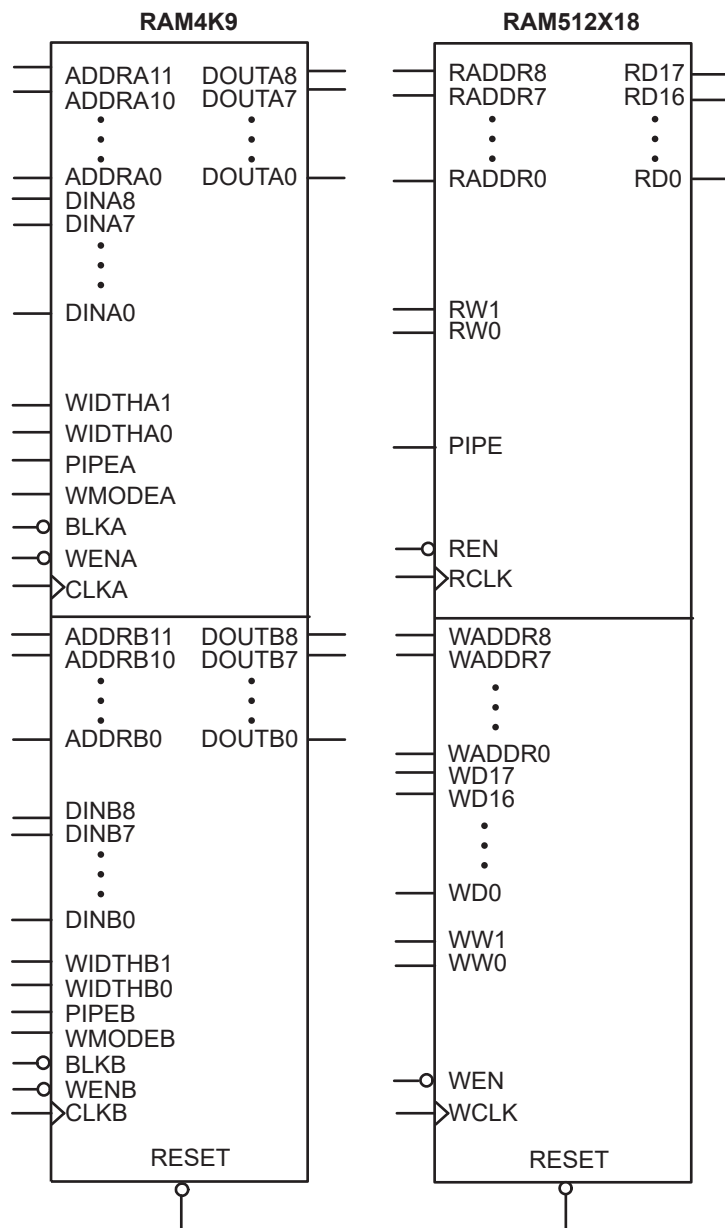 RAM4K9
ADDRA11 DOUTA8
ADDRA10 DOUTA7
ADDRA0 DOUTA0
DINA8
DINA7
DINA0
WIDTHA1
WIDTHA0
PIPEA
WMODEA
BLKA
WENA
CLKA
ADDRB11 DOUTB8
ADDRB10 DOUTB7
ADDRB0 DOUTB0
DINB8
DINB7
DINB0
WIDTHB1
WIDTHB0
PIPEB
WMODEB
BLKB
WENB
CLKB
RESET
RAM512X18
RADDR8 RD17
RADDR7 RD16
RADDR0 RD0
RW1
RW0
PIPE
REN
RCLK
WADDR8
WADDR7
WADDR0
WD17
WD16
WD0
WW1
WW0
WEN
WCLK
RESET